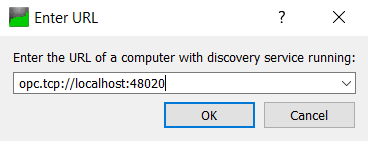 Enter URL
Enter the URL of a computer with discovery service running:
opc.tcp://localhost:48020
OK Cancel